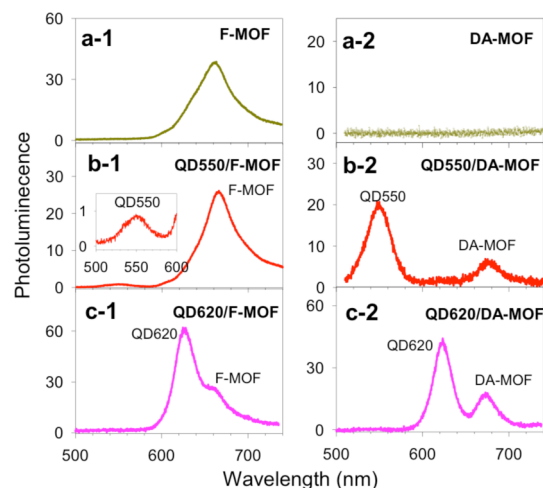 Photoluminecence
a-1 F-MOF
60
30
0
a-2 DA-MOF
20
10
0
b-1 QD550/F-MOF
30
20
10
0
F-MOF
QD550
1
0
500 550 600
b-2 QD550/DA-MOF
30
20
10
0
QD550
DA-MOF
c-1 QD620/F-MOF
60
30
0
QD620
F-MOF
500 600 700
c-2 QD620/DA-MOF
60
30
0
QD620
DA-MOF
500 600 700
Wavelength (nm)